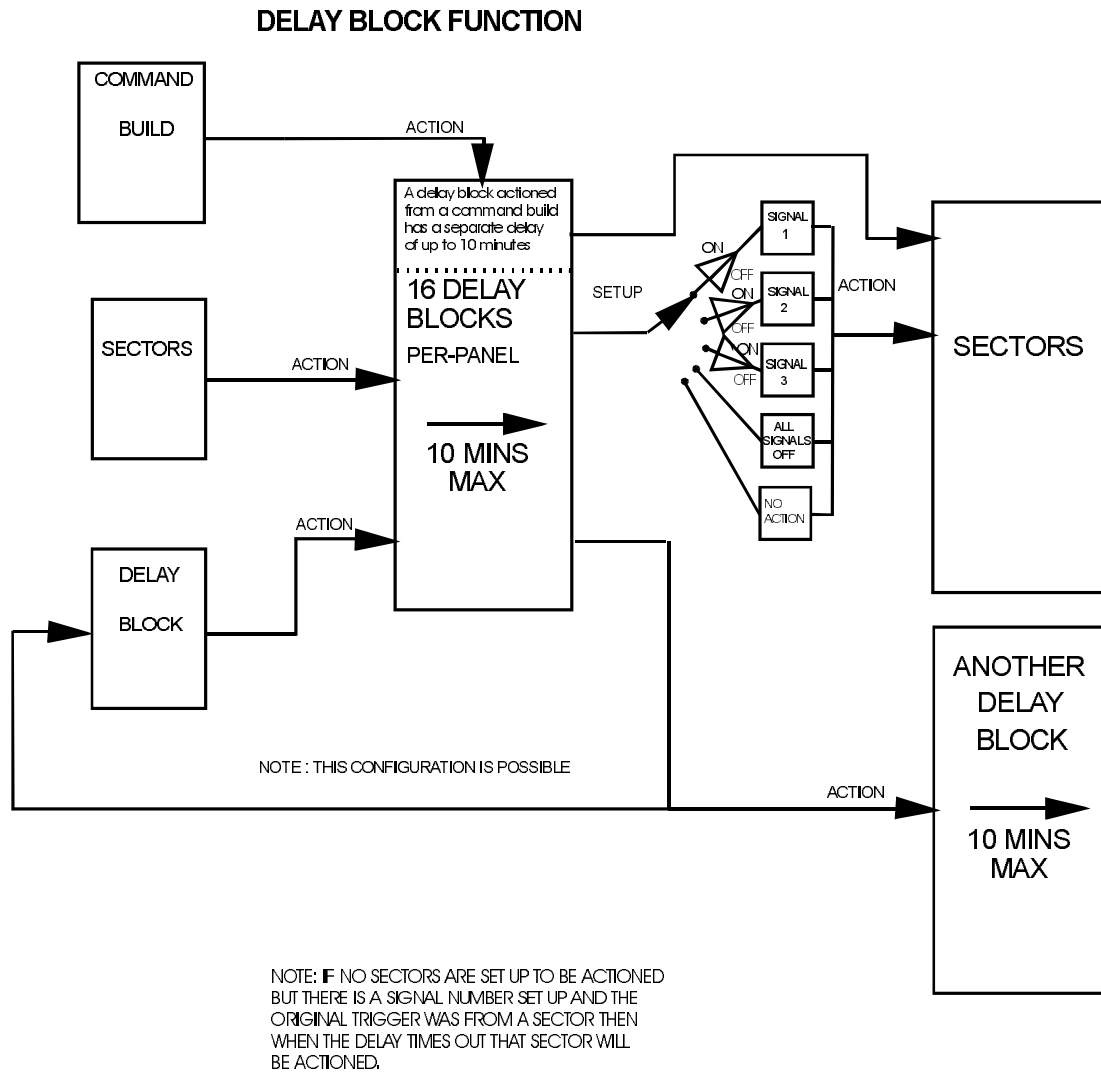 DELAY BLOCK FUNCTION
COMMAND
BUILD
ACTION
A delay block actioned
from a command build
has a separate delay
of up to 10 minutes
16 DELAY
BLOCKS
PER-PANEL
10 MINS
MAX
SECTORS
ACTION
DELAY
BLOCK
ACTION
SETUP
ON
OFF
ON
OFF
ON
OFF
SIGNAL
1
SIGNAL
2
SIGNAL
3
ALL
SIGNALS
OFF
NO
ACTION
ACTION
SECTORS
ANOTHER
DELAY
BLOCK
10 MINS
MAX
NOTE : THIS CONFIGURATION IS POSSIBLE
ACTION
NOTE: IF NO SECTORS ARE SET UP TO BE ACTIONED
BUT THERE IS A SIGNAL NUMBER SET UP AND THE
ORIGINAL TRIGGER WAS FROM A SECTOR THEN
WHEN THE DELAY TIMES OUT THAT SECTOR WILL
BE ACTIONED.